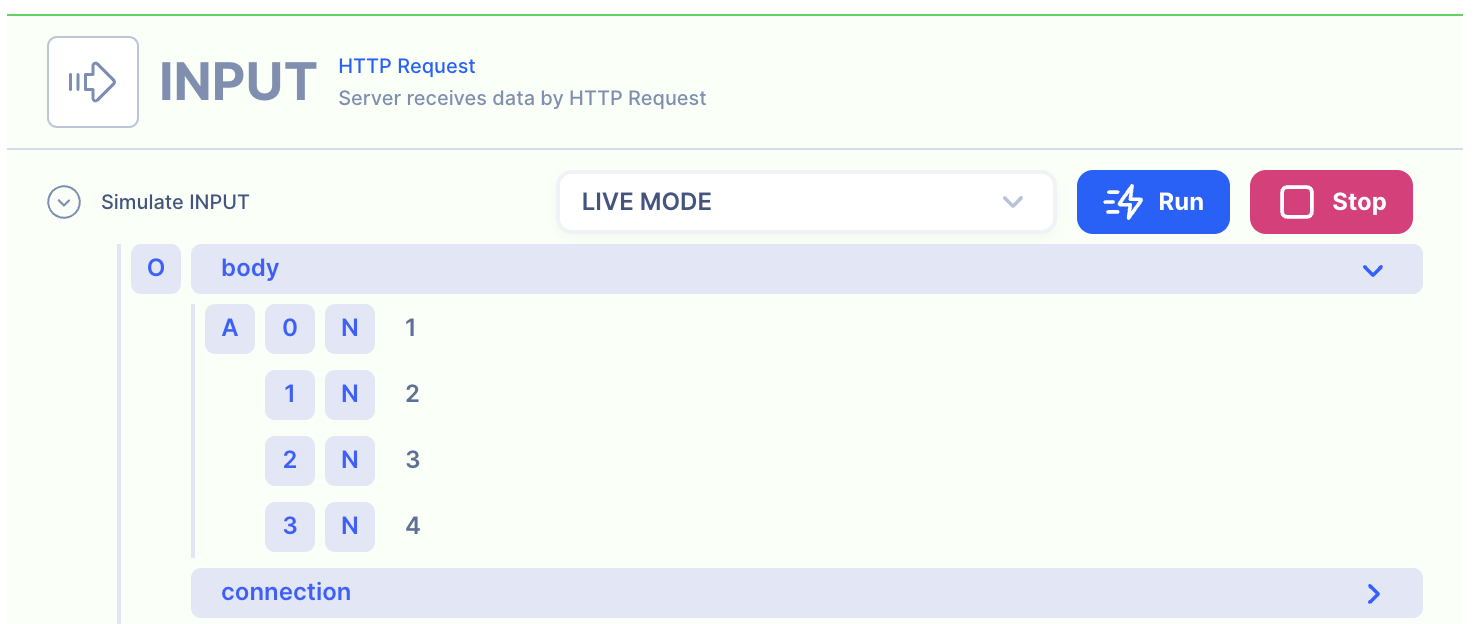 INPUT
HTTP Request
Server receives data by HTTP Request
Simulate INPUT
LIVE MODE
Run
Stop
O body
A 0 N 1
1 N 2
2 N 3
3 N 4
connection